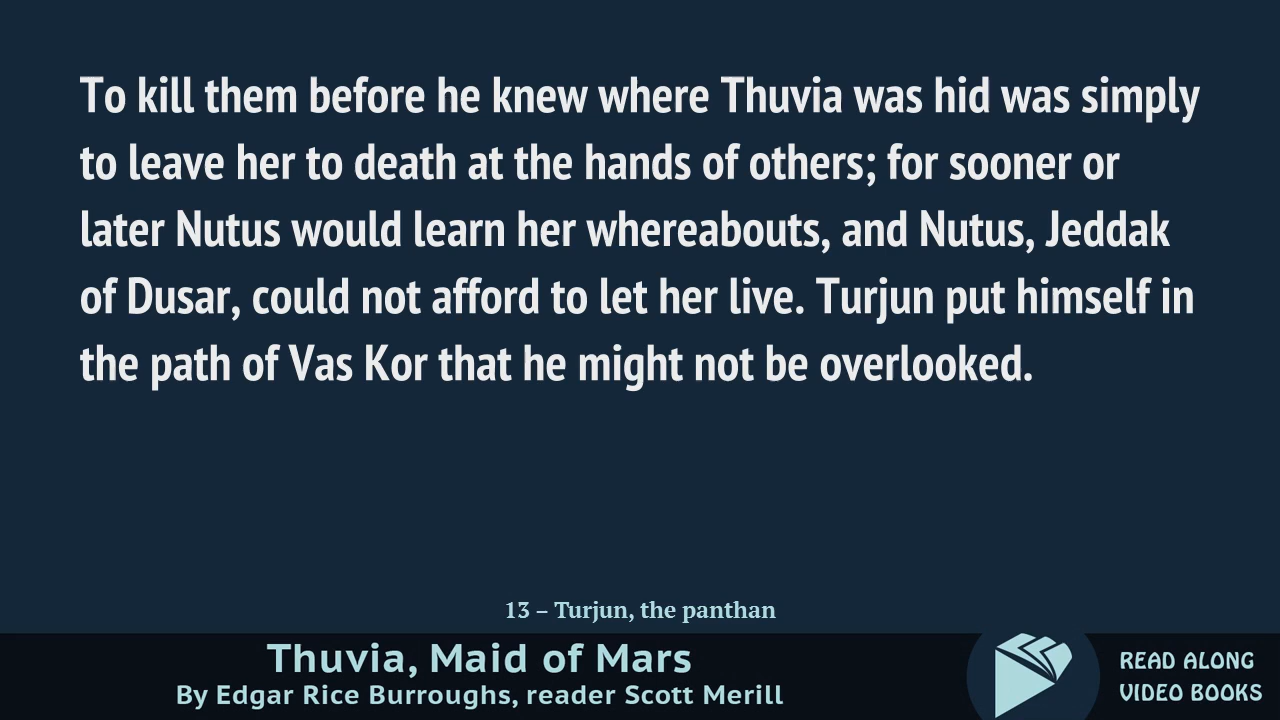 To kill them before he knew where Thuvia was hid was simply
to leave her to death at the hands of others; for sooner or
later Nutus would learn her whereabouts, and Nutus, Jeddak
of Dusar, could not afford to let her live. Turjun put himself in
the path of Vas Kor that he might not be overlooked.
13 – Turjun, the panthan
Thuvia, Maid of Mars
By Edgar Rice Burroughs, reader Scott Merill
READ ALONG
VIDEO BOOKS